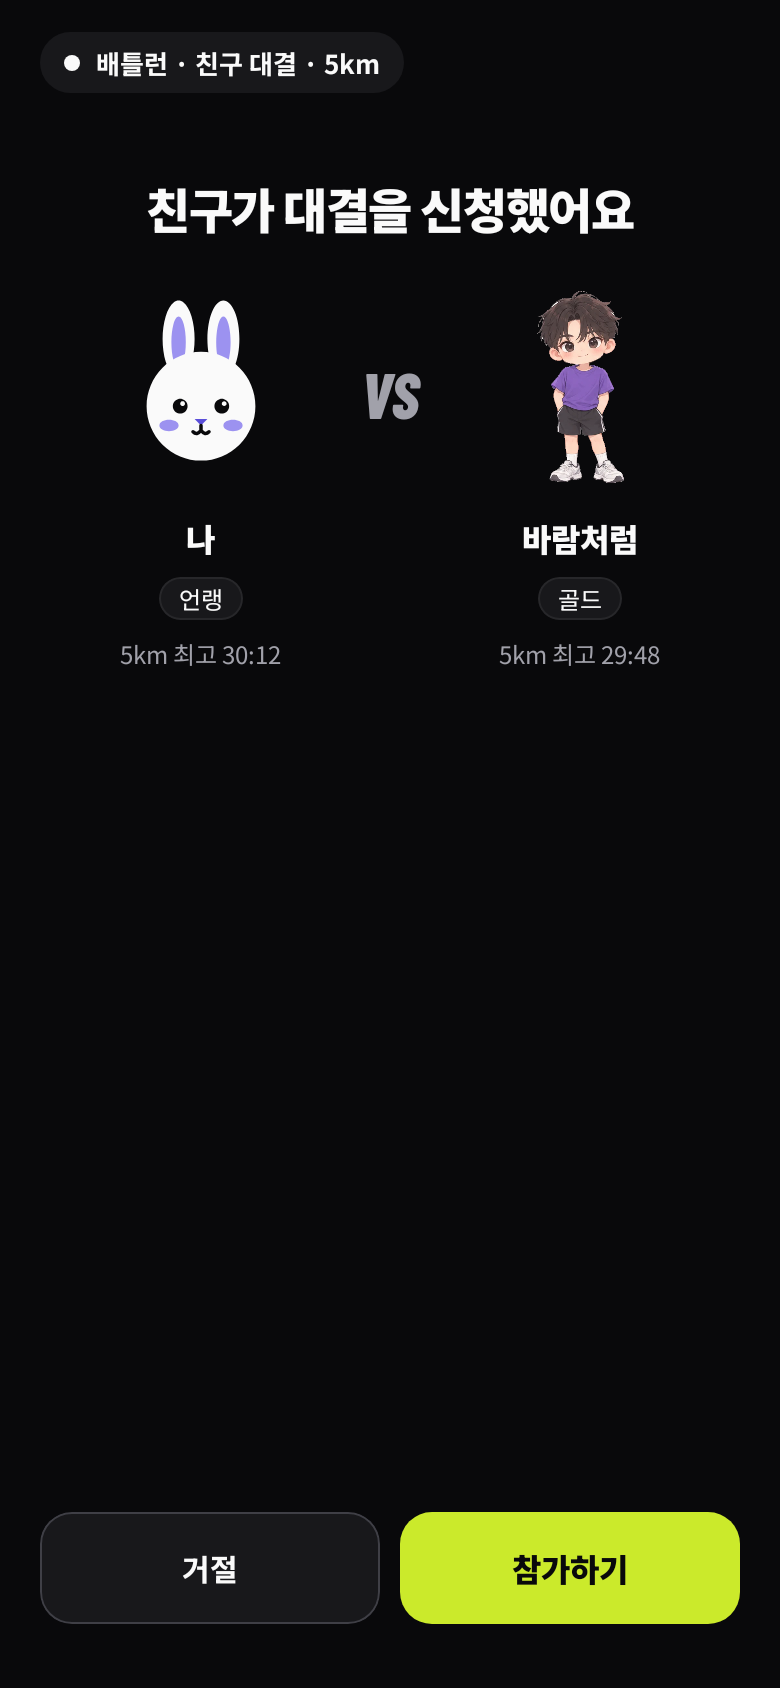 배틀런 · 친구 대결 · 5km
친구가 대결을 신청했어요
VS
나
바람처럼
언랭
골드
5km 최고 30:12
5km 최고 29:48
거절
참가하기